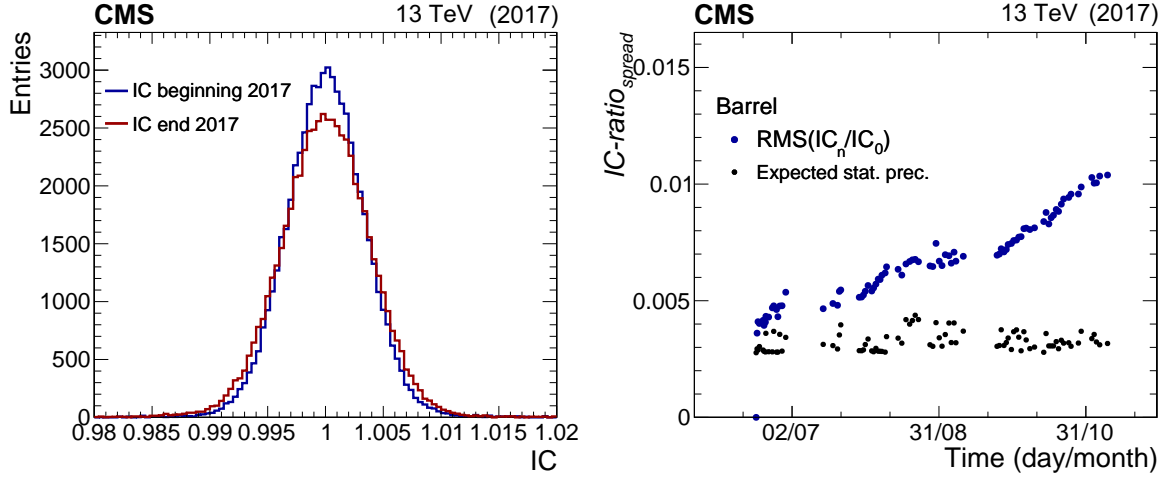 CMS 13 TeV (2017)
Entries
3000
2500
2000
1500
1000
500
0
IC beginning 2017
IC end 2017
0.98 0.985 0.99 0.995 1 1.005 1.01 1.015 1.02
IC
CMS 13 TeV (2017)
IC-ratio_spread
0.015
0.01
0.005
0
Barrel
RMS(IC_n/IC_0)
Expected stat. prec.
02/07 31/08 31/10
Time (day/month)